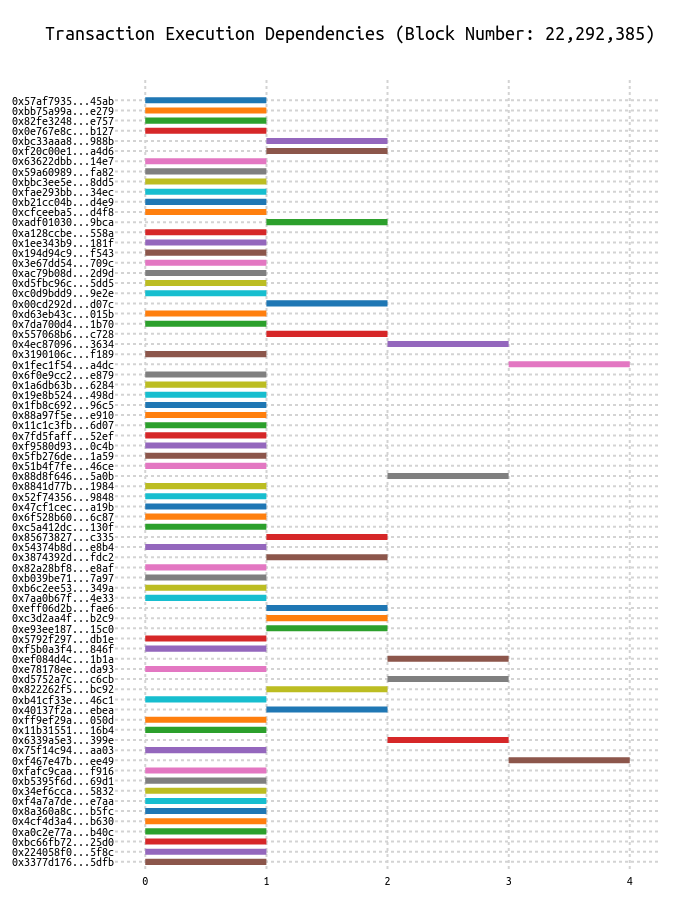 Transaction Execution Dependencies (Block Number: 22,292,385)
0x57af7935...45ab
0xbb75a99a...e279
0x82fe3248...e757
0x0e767e8c...b127
0xbc33aaa8...988b
0xf20c00e1...a4d6
0x63622dbb...14e7
0x59a60989...fa82
0xbbc3ee5e...8dd5
0xfae293bb...34ec
0xb21cc04b...d4e9
0xcfceeba5...d4f8
0xadf01030...9bca
0xa128ccbe...558a
0x1ee343b9...181f
0x194d94c9...f543
0x3e67dd54...709c
0xac79b08d...2d9d
0xd5fbc96c...5dd5
0xc0d9bdd9...9e2e
0x00cd292d...d07c
0xd63eb43c...015b
0x7da700d4...1b70
0x557068b6...c728
0x4ec87096...3634
0x3190106c...f189
0x1fec1f54...a4dc
0x6f0e9cc2...e879
0x1a6db63b...6284
0x19e8b524...498d
0x1fb8c692...96c5
0x88a97f5e...e910
0x11c1c3fb...6d07
0x7fd5faff...52ef
0xf9580d93...0c4b
0x5fb276de...1a59
0x51b4f7fe...46ce
0x88d8f646...5a0b
0x8841d77b...1984
0x52f74356...9848
0x47cf1cec...a19b
0x6f528b60...6c87
0xc5a412dc...130f
0x85673827...c335
0x54374b8d...e8b4
0x3874392d...fdc2
0x82a28bf8...e8af
0xb039be71...7a97
0xb6c2ee53...349a
0x7aa0b67f...4e33
0xeff06d2b...fae6
0xc3d2aa4f...b2c9
0xe93ee187...15c0
0x5792f297...db1e
0xf5b0a3f4...846f
0xef084d4c...1b1a
0xe78178ee...da93
0xd5752a7c...c6cb
0x822262f5...bc92
0xb41cf33e...46c1
0x40137f2a...ebea
0xff9ef29a...050d
0x11b31551...16b4
0x6339a5e3...399e
0x75f14c94...aa03
0xf467e47b...ee49
0xfafc9caa...f916
0xb5395f6d...69d1
0x34ef6cca...5832
0xf4a7a7de...e7aa
0x8a360a8c...b5fc
0x4cf4d3a4...b630
0xa0c2e77a...b40c
0xbc66fb72...25d0
0x224058f0...5f8c
0x3377d176...5dfb
0 1 2 3 4